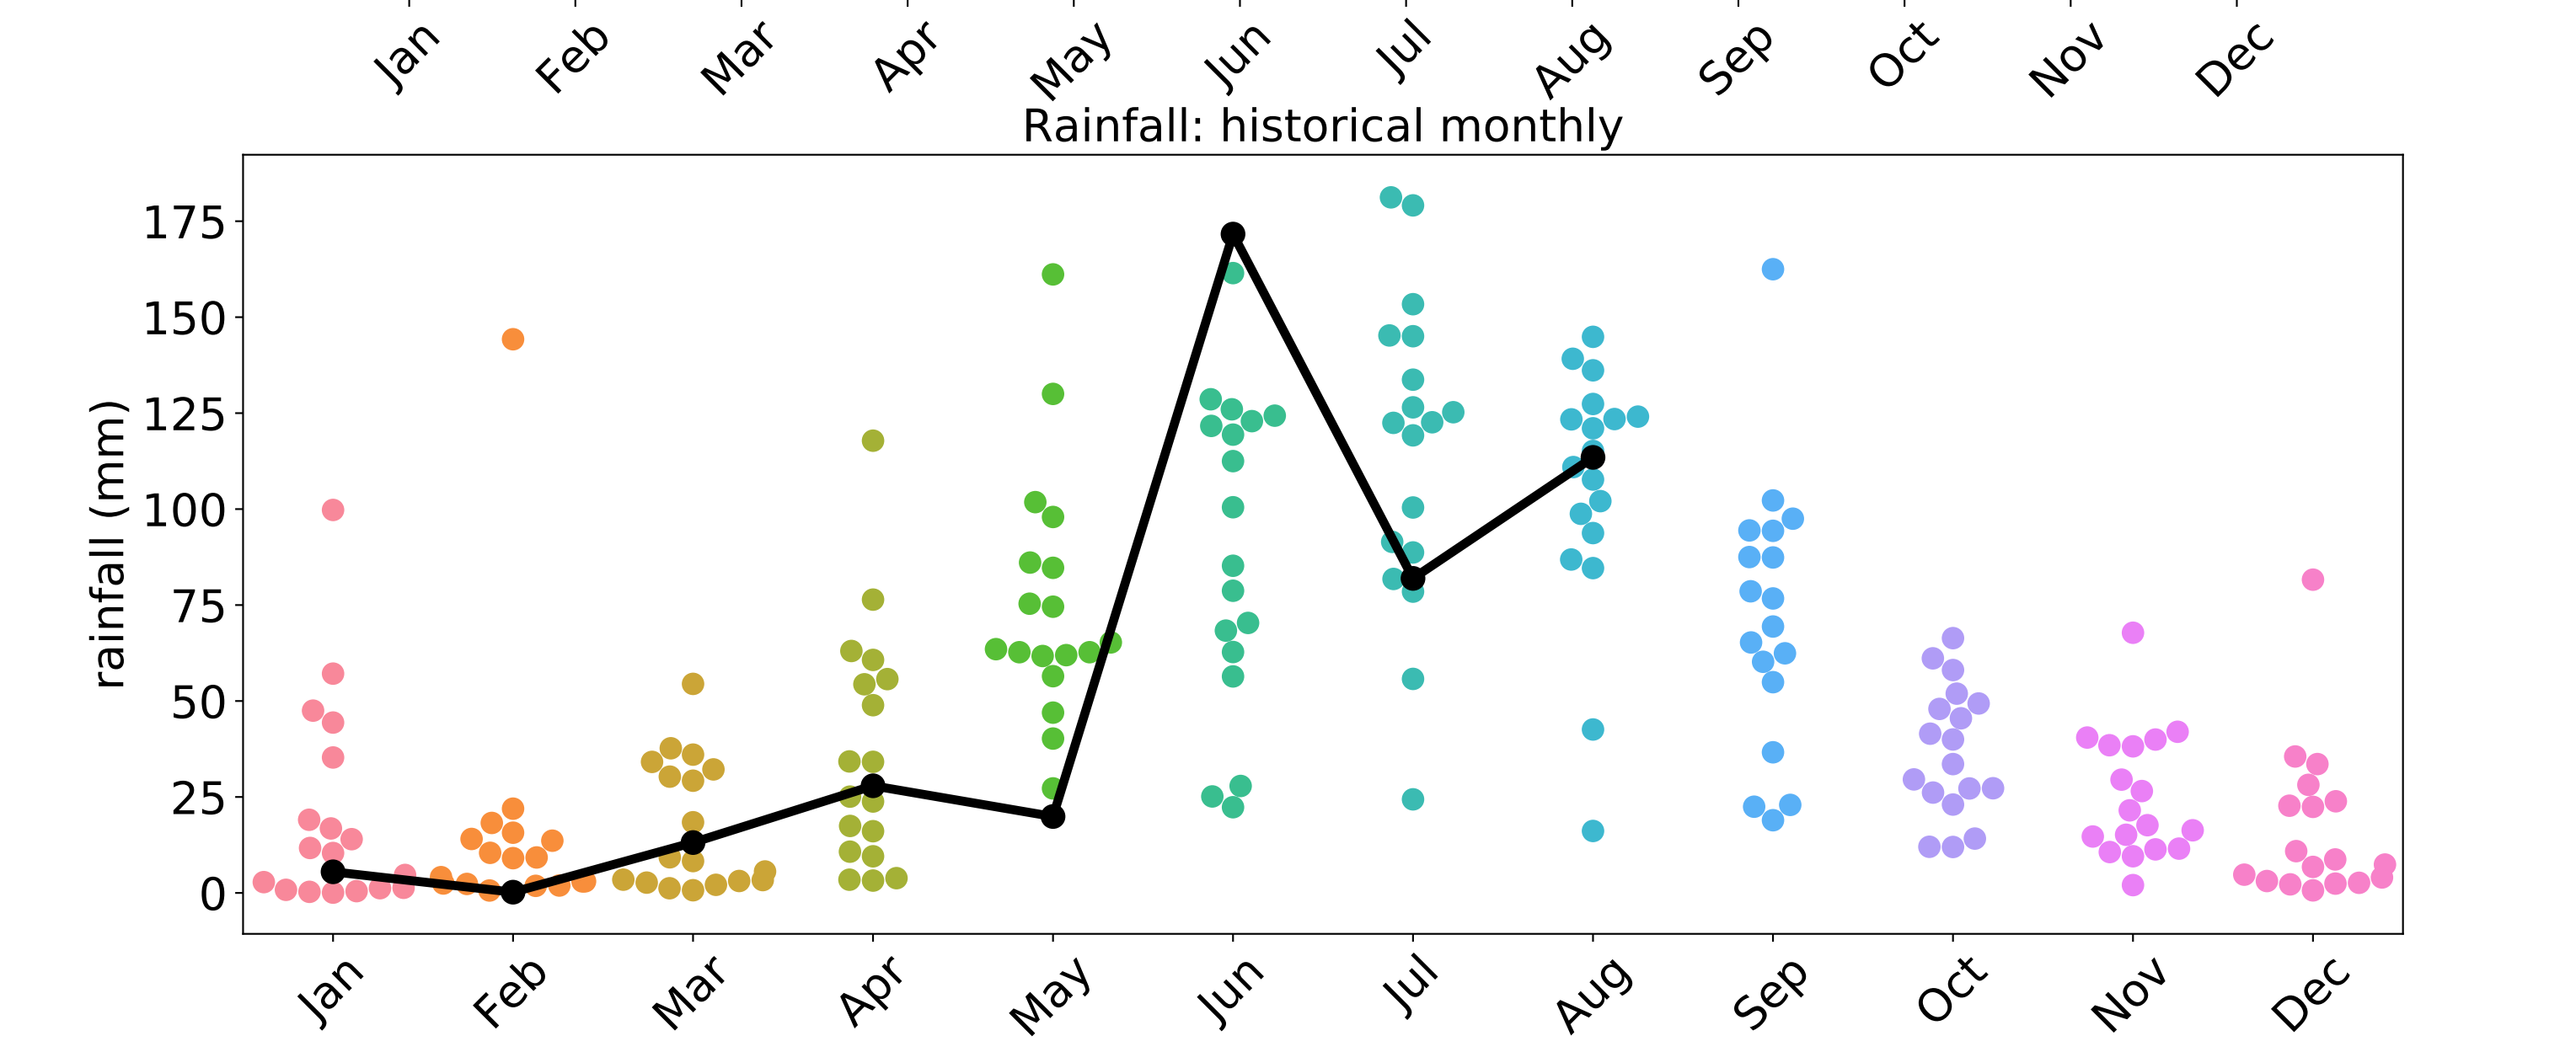 Jan Feb Mar Apr May Jun Jul Aug Sep Oct Nov Dec
Rainfall: historical monthly
rainfall (mm)
175
150
125
100
75
50
25
0
Jan Feb Mar Apr May Jun Jul Aug Sep Oct Nov Dec